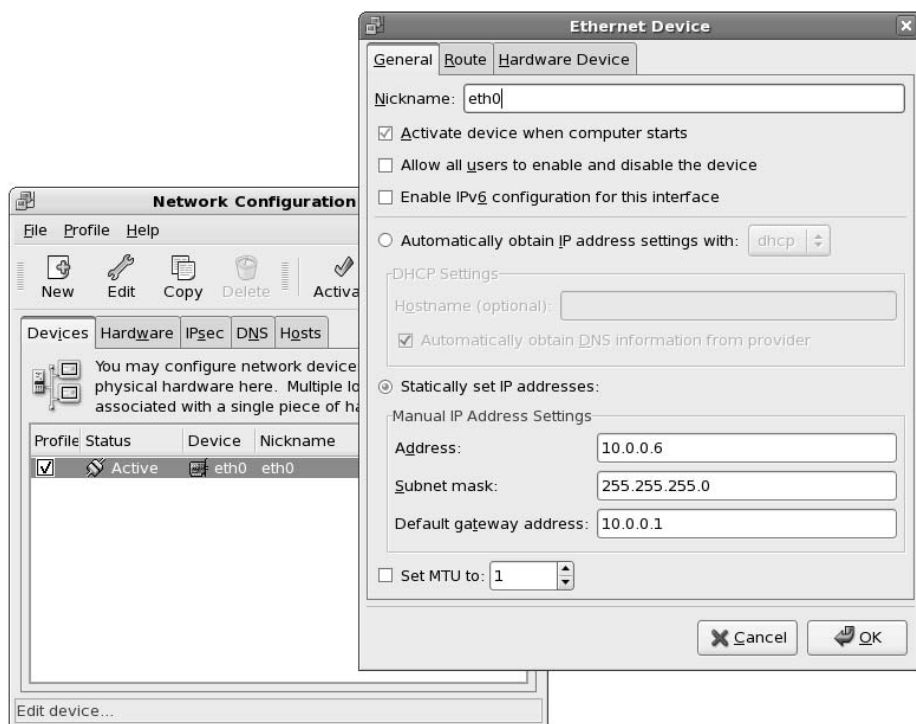 Ethernet Device
General Route Hardware Device
Nickname: eth0
Activate device when computer starts
Allow all users to enable and disable the device
Enable IPv6 configuration for this interface
Automatically obtain IP address settings with: dhcp
DHCP Settings
Hostname (optional):
Automatically obtain DNS information from provider
Statically set IP addresses:
Manual IP Address Settings
Address: 10.0.0.6
Subnet mask: 255.255.255.0
Default gateway address: 10.0.0.1
Set MTU to: 1
Cancel OK
Network Configuration
File Profile Help
New Edit Copy Delete Activa
Devices Hardware IPsec DNS Hosts
You may configure network device
physical hardware here. Multiple lo
associated with a single piece of ha
Profile Status Device Nickname
Active eth0 eth0
Edit device...